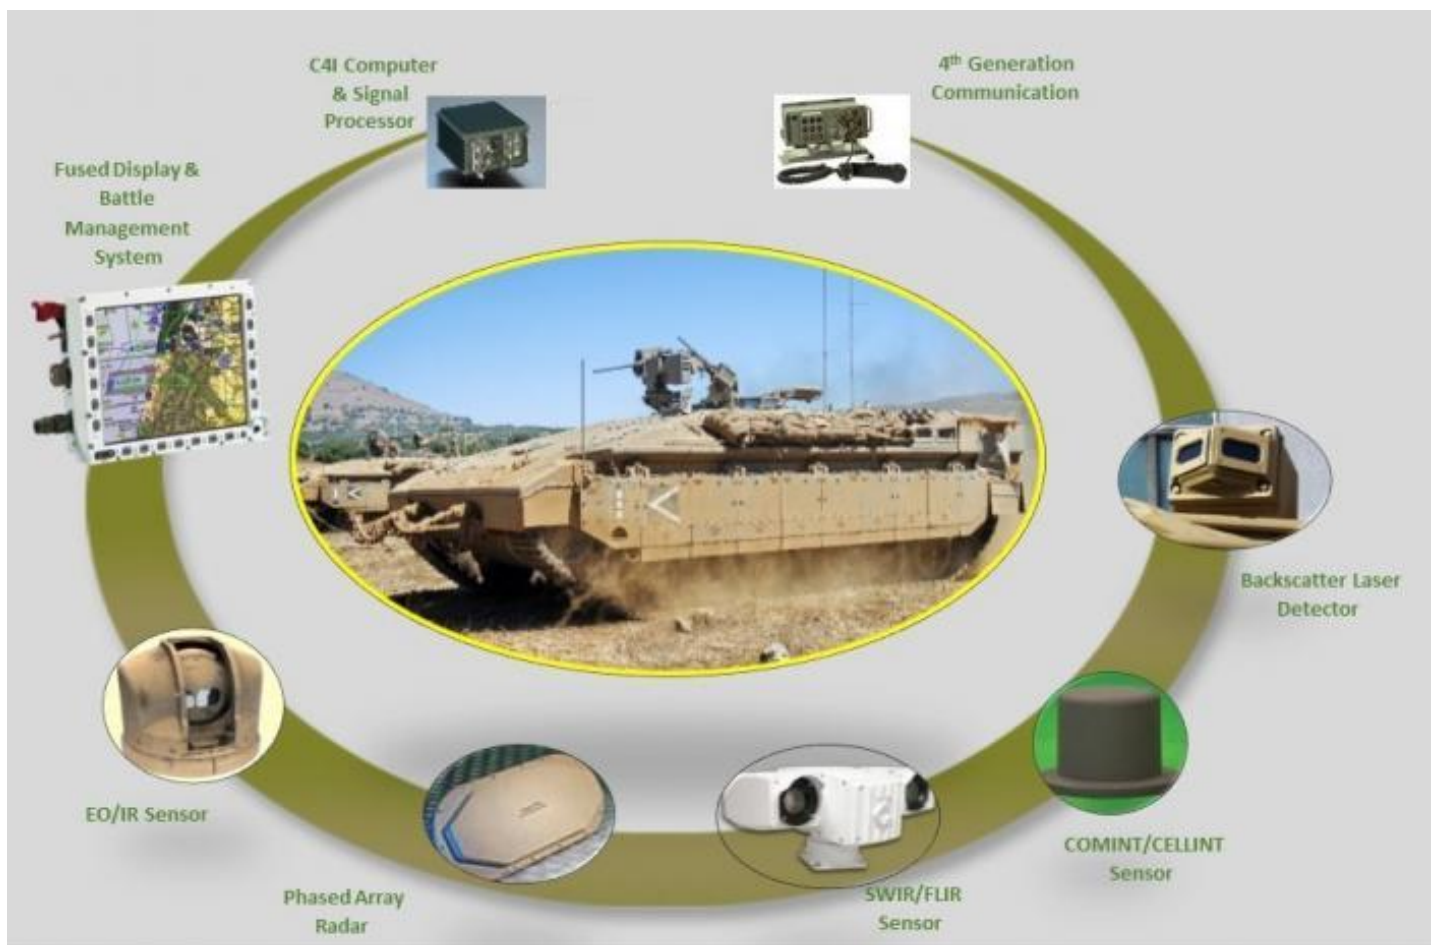 C4I Computer
& Signal
Processor
4th Generation
Communication
Fused Display &
Battle
Management
System
Backscatter Laser
Detector
EO/IR Sensor
COMINT/CELLINT
Sensor
Phased Array
Radar
SWIR/FLIR
Sensor